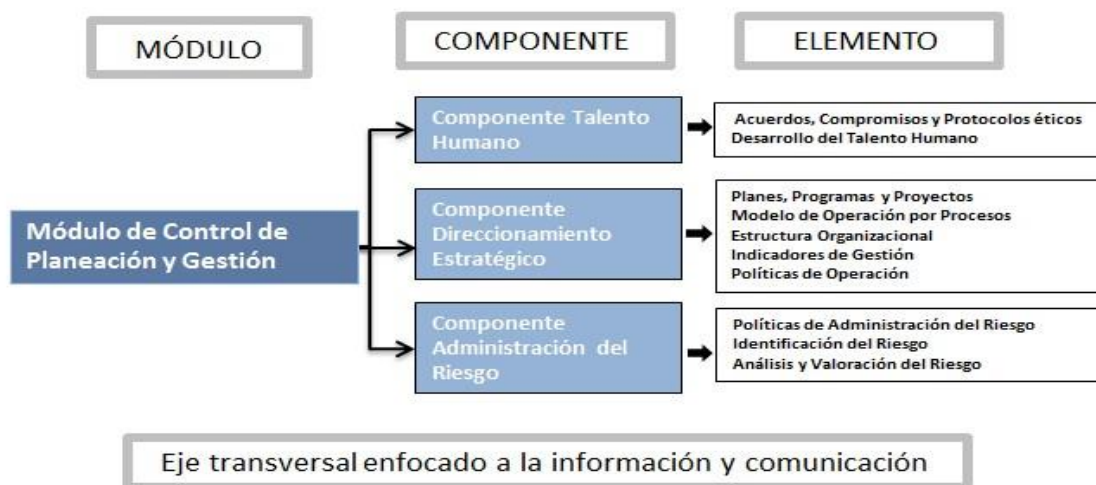 MÓDULO
COMPONENTE
ELEMENTO
Módulo de Control de
Planeación y Gestión
Componente Talento
Humano
Acuerdos, Compromisos y Protocolos éticos
Desarrollo del Talento Humano
Componente
Direccionamiento
Estratégico
Planes, Programas y Proyectos
Modelo de Operación por Procesos
Estructura Organizacional
Indicadores de Gestión
Políticas de Operación
Componente
Administración del
Riesgo
Políticas de Administración del Riesgo
Identificación del Riesgo
Análisis y Valoración del Riesgo
Eje transversal enfocado a la información y comunicación